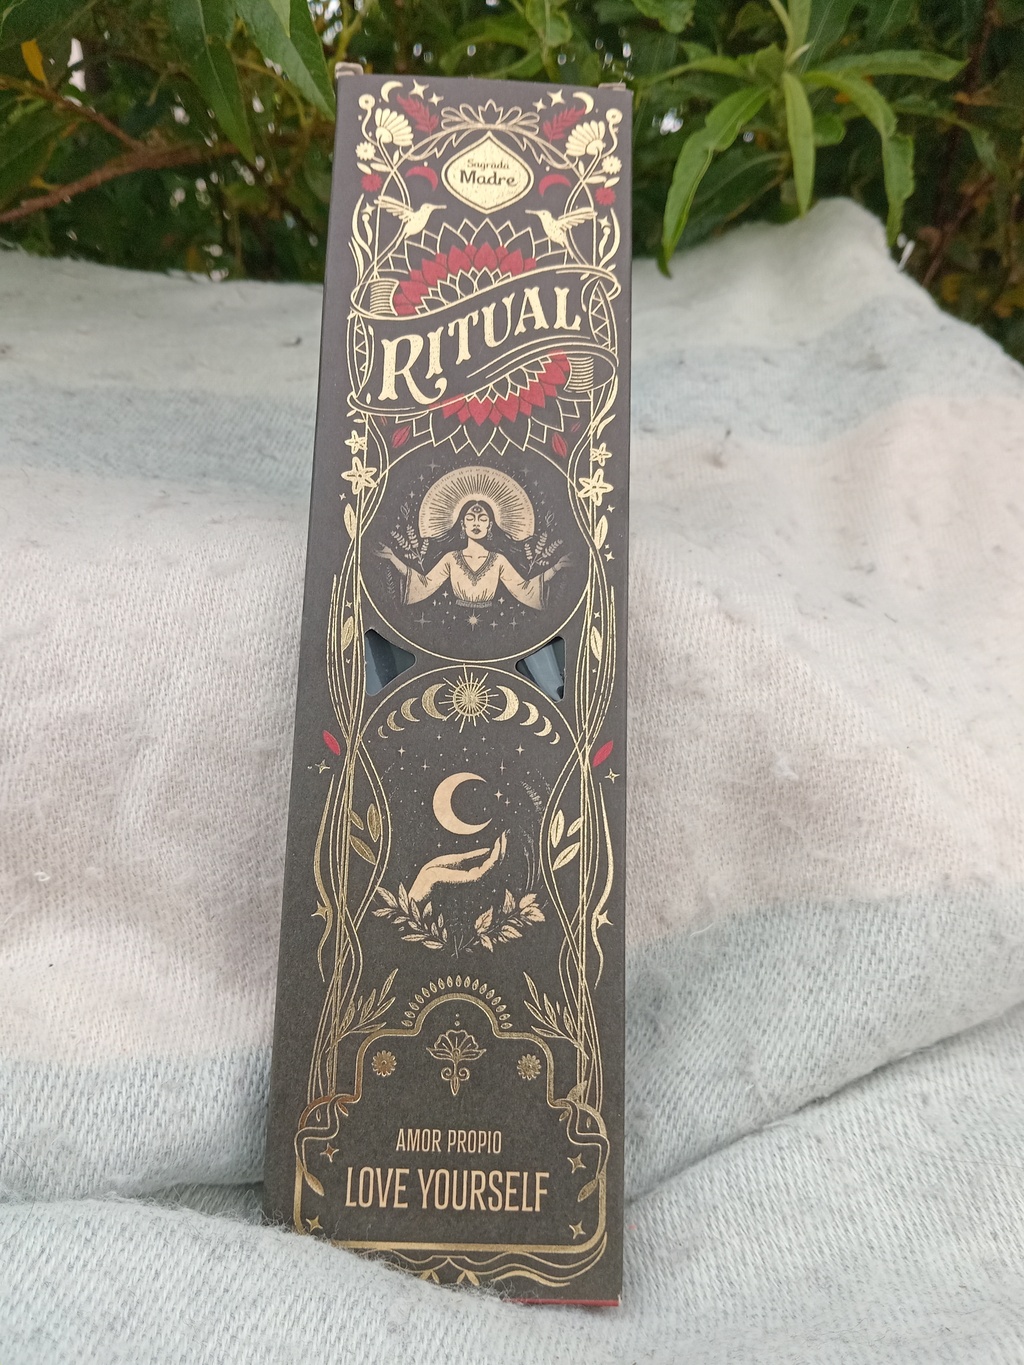 Sagrada
Madre
RITUAL
AMOR PROPIO
LOVE YOURSELF